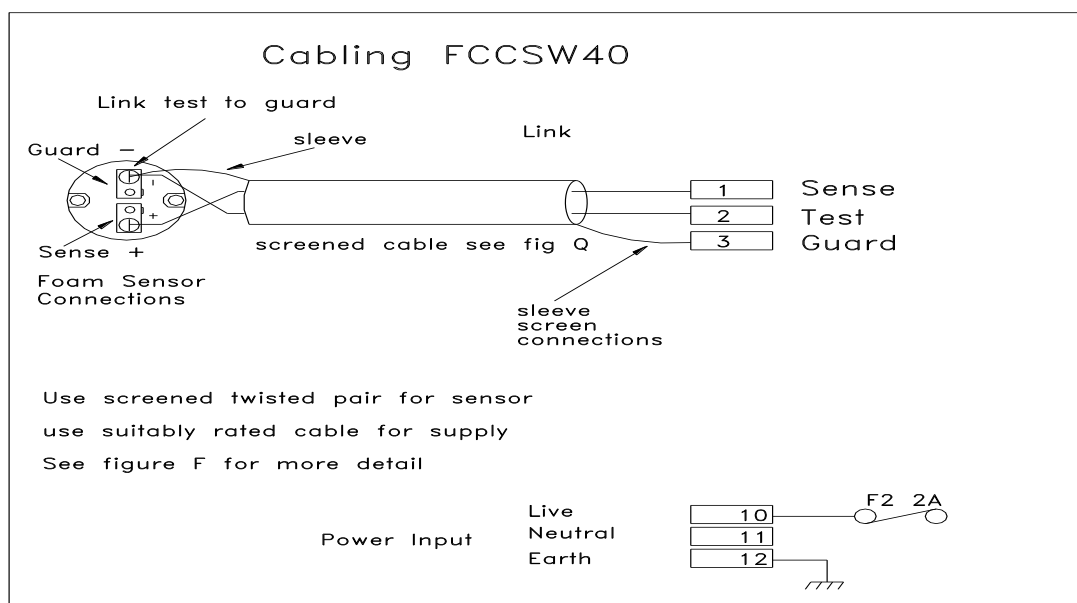 Cabling FCCSW40
Link test to guard
sleeve
Link
Guard −
1 Sense
2 Test
3 Guard
−
+
screened cable see fig Q
Sense +
Foam Sensor
Connections
sleeve
screen
connections
Use screened twisted pair for sensor
use suitably rated cable for supply
See figure F for more detail
F2 2A
Live 10
Neutral 11
Power Input
Earth 12